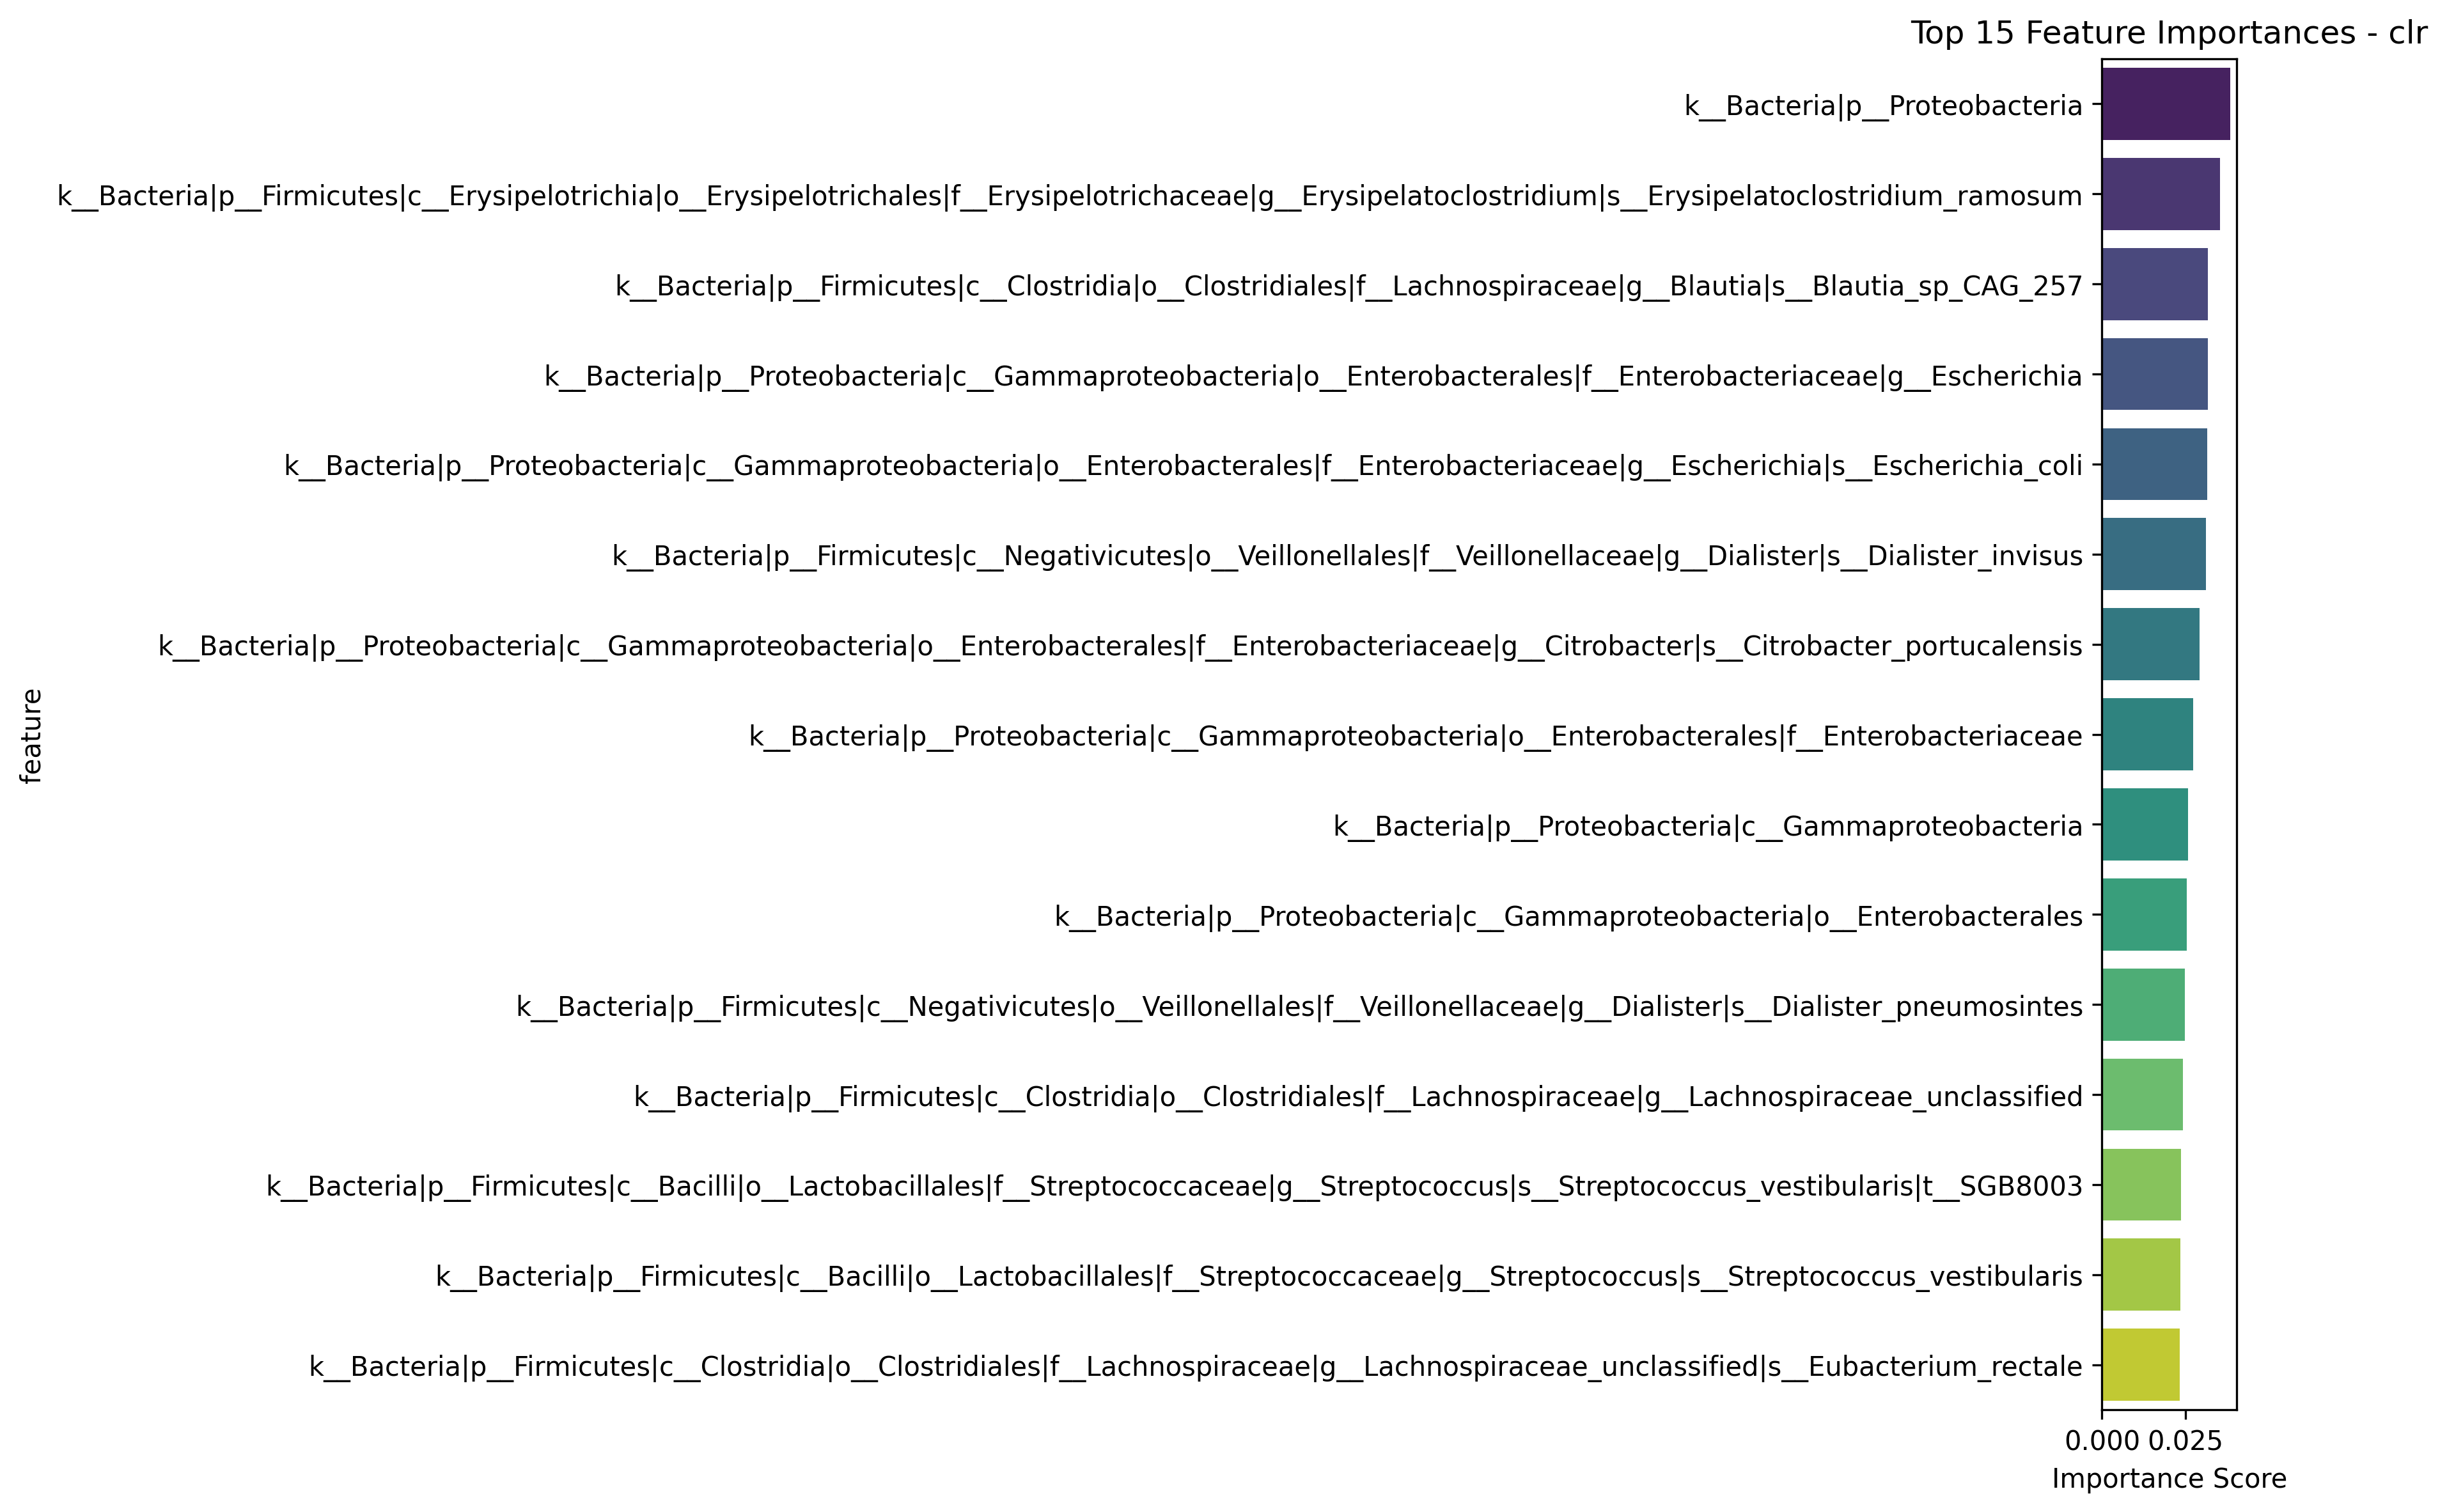 Top 15 Feature Importances - clr
k__Bacteria|p__Proteobacteria
k__Bacteria|p__Firmicutes|c__Erysipelotrichia|o__Erysipelotrichales|f__Erysipelotrichaceae|g__Erysipelatoclostridium|s__Erysipelatoclostridium_ramosum
k__Bacteria|p__Firmicutes|c__Clostridia|o__Clostridiales|f__Lachnospiraceae|g__Blautia|s__Blautia_sp_CAG_257
k__Bacteria|p__Proteobacteria|c__Gammaproteobacteria|o__Enterobacterales|f__Enterobacteriaceae|g__Escherichia
k__Bacteria|p__Proteobacteria|c__Gammaproteobacteria|o__Enterobacterales|f__Enterobacteriaceae|g__Escherichia|s__Escherichia_coli
k__Bacteria|p__Firmicutes|c__Negativicutes|o__Veillonellales|f__Veillonellaceae|g__Dialister|s__Dialister_invisus
k__Bacteria|p__Proteobacteria|c__Gammaproteobacteria|o__Enterobacterales|f__Enterobacteriaceae|g__Citrobacter|s__Citrobacter_portucalensis
k__Bacteria|p__Proteobacteria|c__Gammaproteobacteria|o__Enterobacterales|f__Enterobacteriaceae
k__Bacteria|p__Proteobacteria|c__Gammaproteobacteria
k__Bacteria|p__Proteobacteria|c__Gammaproteobacteria|o__Enterobacterales
k__Bacteria|p__Firmicutes|c__Negativicutes|o__Veillonellales|f__Veillonellaceae|g__Dialister|s__Dialister_pneumosintes
k__Bacteria|p__Firmicutes|c__Clostridia|o__Clostridiales|f__Lachnospiraceae|g__Lachnospiraceae_unclassified
k__Bacteria|p__Firmicutes|c__Bacilli|o__Lactobacillales|f__Streptococcaceae|g__Streptococcus|s__Streptococcus_vestibularis|t__SGB8003
k__Bacteria|p__Firmicutes|c__Bacilli|o__Lactobacillales|f__Streptococcaceae|g__Streptococcus|s__Streptococcus_vestibularis
k__Bacteria|p__Firmicutes|c__Clostridia|o__Clostridiales|f__Lachnospiraceae|g__Lachnospiraceae_unclassified|s__Eubacterium_rectale
feature
0.000 0.025
Importance Score